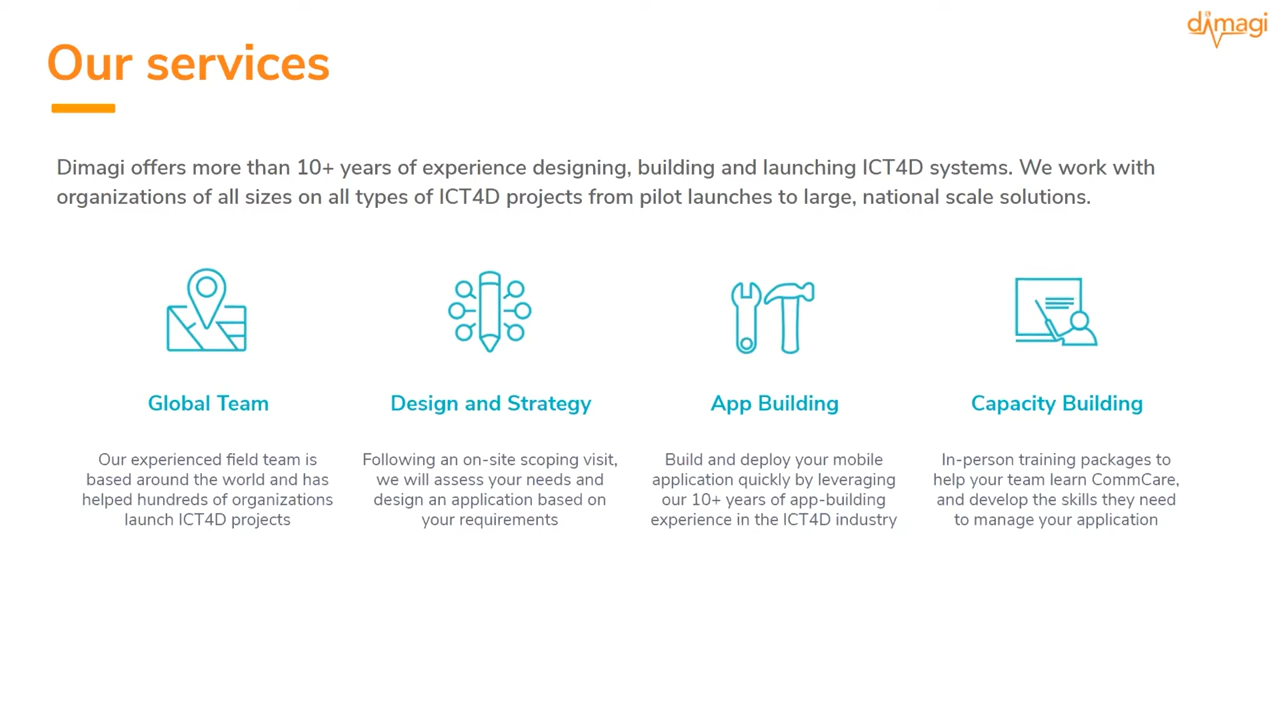 dimagi
Our services
Dimagi offers more than 10+ years of experience designing, building and launching ICT4D systems. We work with
organizations of all sizes on all types of ICT4D projects from pilot launches to large, national scale solutions.
Global Team
Our experienced field team is
based around the world and has
helped hundreds of organizations
launch ICT4D projects
Design and Strategy
Following an on-site scoping visit,
we will assess your needs and
design an application based on
your requirements
App Building
Build and deploy your mobile
application quickly by leveraging
our 10+ years of app-building
experience in the ICT4D industry
Capacity Building
In-person training packages to
help your team learn CommCare,
and develop the skills they need
to manage your application